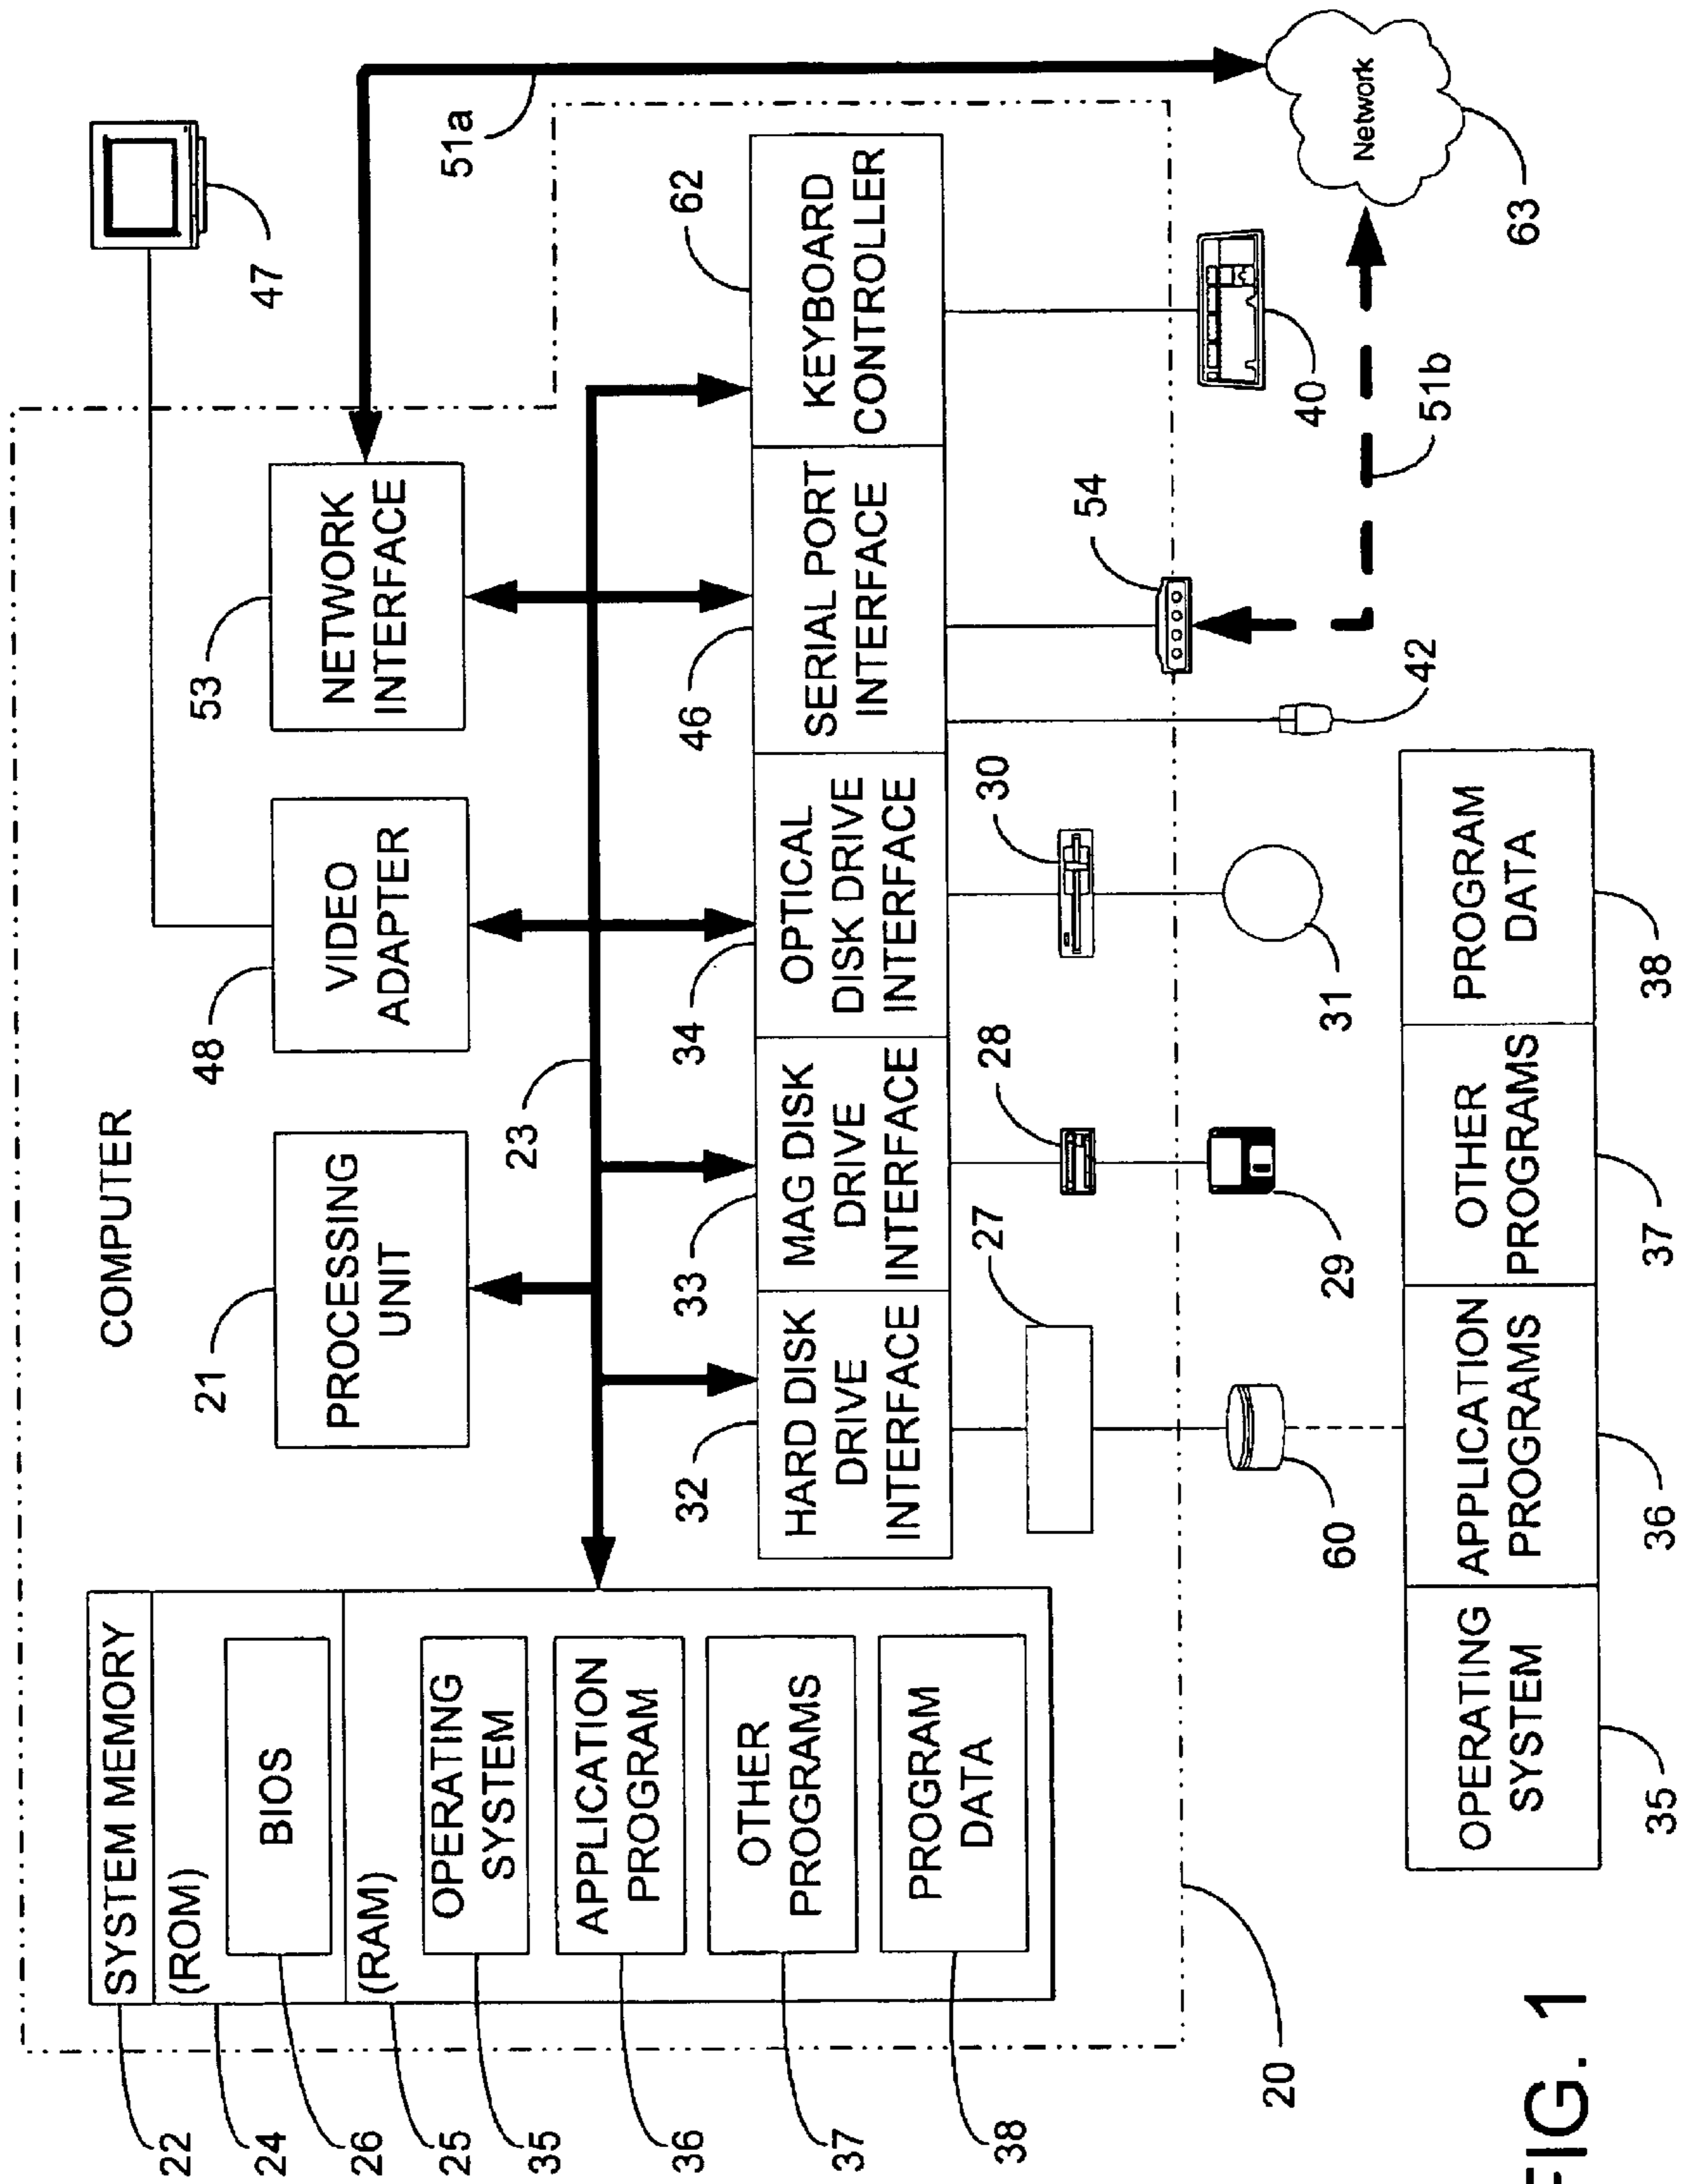 COMPUTER
22
SYSTEM MEMORY
24
(ROM)
26
BIOS
25
(RAM)
35
OPERATING
SYSTEM
36
APPLICATION
PROGRAM
37
OTHER
PROGRAMS
38
PROGRAM
DATA
21
PROCESSING
UNIT
48
VIDEO
ADAPTER
53
NETWORK
INTERFACE
47
23
51a
32
HARD DISK
DRIVE
INTERFACE
33
MAG DISK
DRIVE
INTERFACE
34
OPTICAL
DISK DRIVE
INTERFACE
46
SERIAL PORT
INTERFACE
62
KEYBOARD
CONTROLLER
27
28
30
54
20
60
29
31
42
40
51b
Network
63
OPERATING
SYSTEM
APPLICATION
PROGRAMS
OTHER
PROGRAMS
PROGRAM
DATA
35
36
37
38
FIG. 1